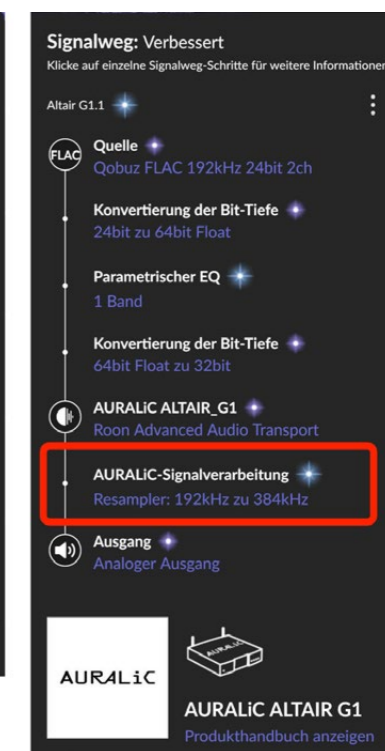 Signalweg: Verbessert
Klicke auf einzelne Signalweg-Schritte für weitere Informationen
Altair G1.1
FLAC
Quelle
Qobuz FLAC 192kHz 24bit 2ch
Konvertierung der Bit-Tiefe
24bit zu 64bit Float
Parametrischer EQ
1 Band
Konvertierung der Bit-Tiefe
64bit Float zu 32bit
AURALiC ALTAIR_G1
Roon Advanced Audio Transport
AURALiC-Signalverarbeitung
Resampler: 192kHz zu 384kHz
Ausgang
Analoger Ausgang
AURALiC
AURALiC
AURALiC ALTAIR G1
Produkthandbuch anzeigen